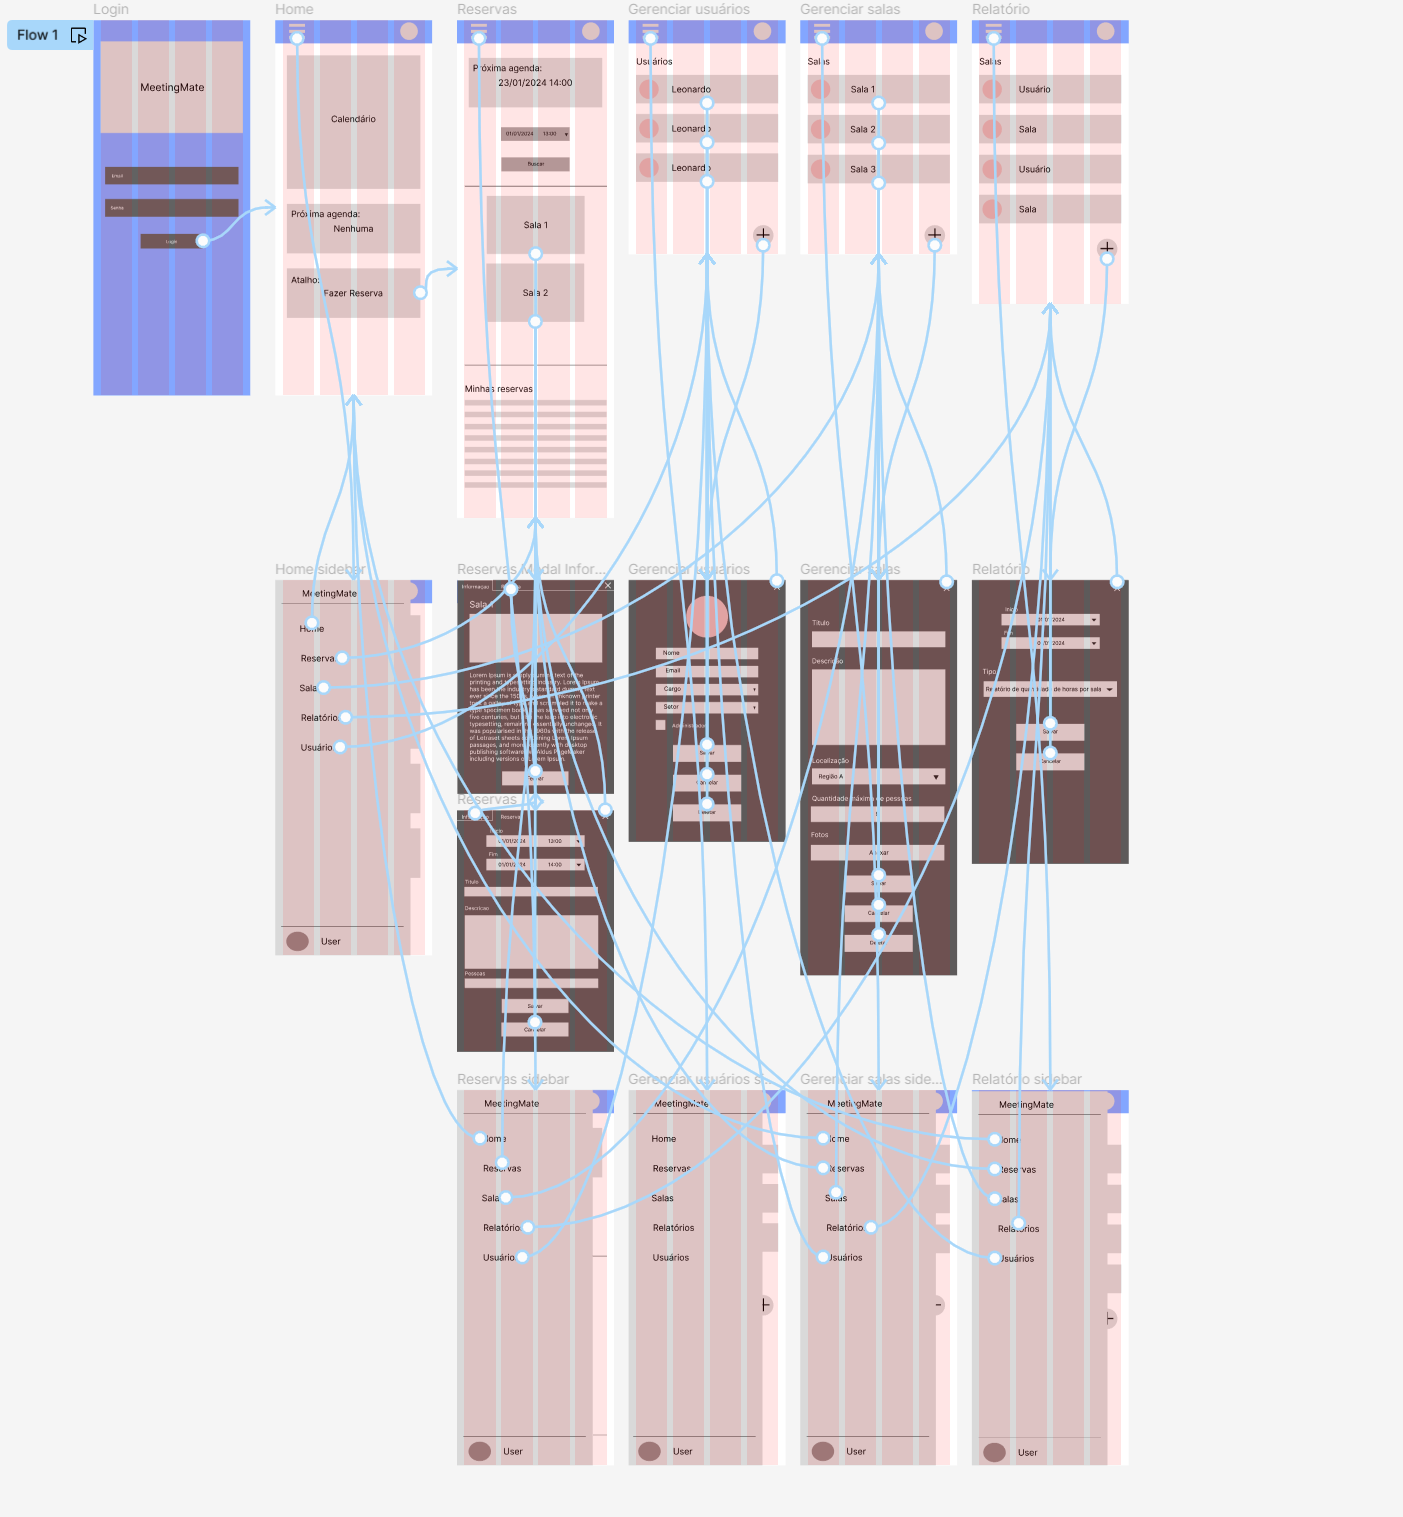 Flow 1
Login
MeetingMate
Email
Senha
Login
Home
Calendário
Próxima agenda:
Nenhuma
Atalho:
Fazer Reserva
Reservas
Próxima agenda:
23/01/2024 14:00
01/01/2024 13:00
Buscar
Sala 1
Sala 2
Minhas reservas
Gerenciar usuários
Usuários
Leonardo
Leonardo
Leonardo
Gerenciar salas
Salas
Sala 1
Sala 2
Sala 3
Relatório
Salas
Usuário
Sala
Usuário
Sala
Home sidebar
MeetingMate
Home
Reserva
Sala
Relatório
Usuário
User
Reservas Modal Infor...
Informaçao
Sala 1
Lorem Ipsum is simply dummy text of the
printing and typesetting industry. Lorem Ipsum
has been the industry's standard dummy text
ever since the 1500s, when an unknown printer
took a galley of type and scrambled it to make a
type specimen book. It has survived not only
five centuries, but also the leap into electronic
typesetting, remaining essentially unchanged. It
was popularised in the 1960s with the release
of Letraset sheets containing Lorem Ipsum
passages, and more recently with desktop
publishing software like Aldus PageMaker
including versions of Lorem Ipsum.
Fechar
Reservas
Reserva
Inicio
01/01/2024 13:00
Fim
01/01/2024 14:00
Titulo
Descricao
Pessoas
Salvar
Cancelar
Gerenciar usuários
Nome
Email
Cargo
Setor
Administrador
Salvar
Cancelar
Deletar
Gerenciar salas
Titulo
Descricao
Localização
Região A
Quantidade máxima de pessoas
Fotos
Anexar
Salvar
Cancelar
Deletar
Relatório
Inicio
01/01/2024
Fim
01/01/2024
Tipo
Relatório de quantidade de horas por sala
Salvar
Cancelar
Reservas sidebar
MeetingMate
Home
Reservas
Sala
Relatório
Usuário
User
Gerenciar usuários s...
MeetingMate
Home
Reservas
Salas
Relatórios
Usuários
User
Gerenciar salas side...
MeetingMate
Home
Reservas
Salas
Relatório
Usuários
User
Relatório sidebar
MeetingMate
Home
Reservas
Salas
Relatórios
Usuários
User